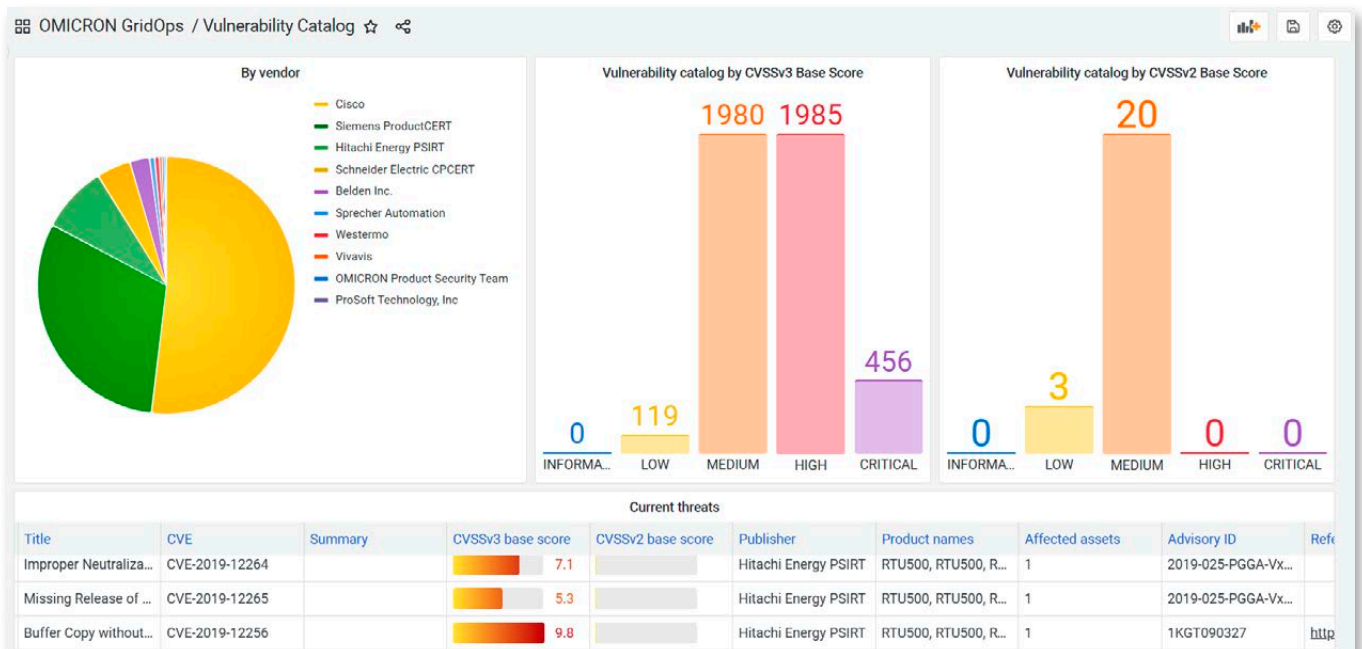 OMICRON GridOps / Vulnerability Catalog
By vendor
Cisco
Siemens ProductCERT
Hitachi Energy PSIRT
Schneider Electric CPCERT
Belden Inc.
Sprecher Automation
Westermo
Vivavis
OMICRON Product Security Team
ProSoft Technology, Inc
Vulnerability catalog by CVSSv3 Base Score
0
119
1980
1985
456
INFORMA... LOW MEDIUM HIGH CRITICAL
Vulnerability catalog by CVSSv2 Base Score
0
3
20
0
0
INFORMA... LOW MEDIUM HIGH CRITICAL
Current threats
Title CVE Summary CVSSv3 base score CVSSv2 base score Publisher Product names Affected assets Advisory ID Refe
Improper Neutraliza... CVE-2019-12264 7.1 Hitachi Energy PSIRT RTU500, RTU500, R... 1 2019-025-PGGA-Vx...
Missing Release of ... CVE-2019-12265 5.3 Hitachi Energy PSIRT RTU500, RTU500, R... 1 2019-025-PGGA-Vx...
Buffer Copy without... CVE-2019-12256 9.8 Hitachi Energy PSIRT RTU500, RTU500, R... 1 1KGT090327 http